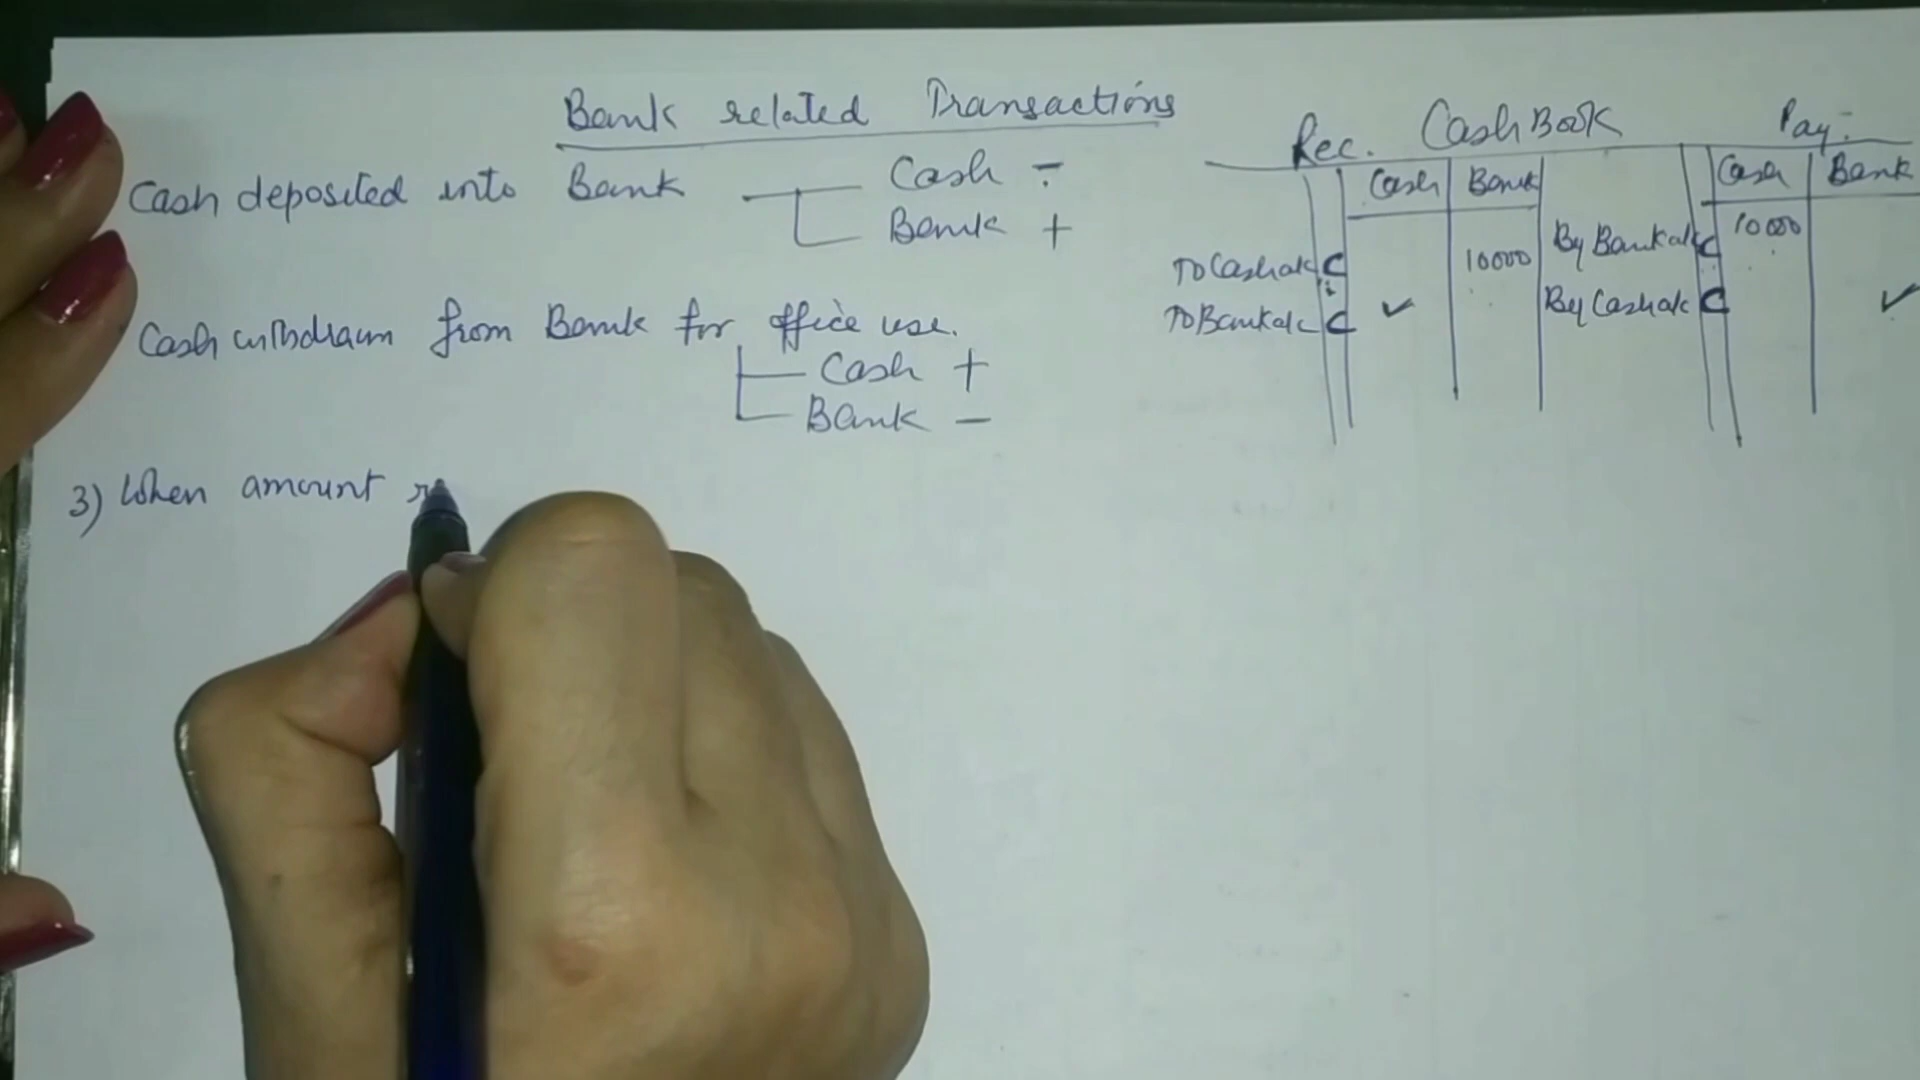 Bank related Transactions
Cash deposited into Bank
Cash -
Bank +
Cash withdrawn from Bank for office use.
Cash +
Bank -
3) When amount
Rec. Cash Book Pay.
Cash Bank Cash Bank
To Cash a/c C 10000 By Bank a/c C 10000
To Bank a/c C ✓ By Cash a/c C ✓